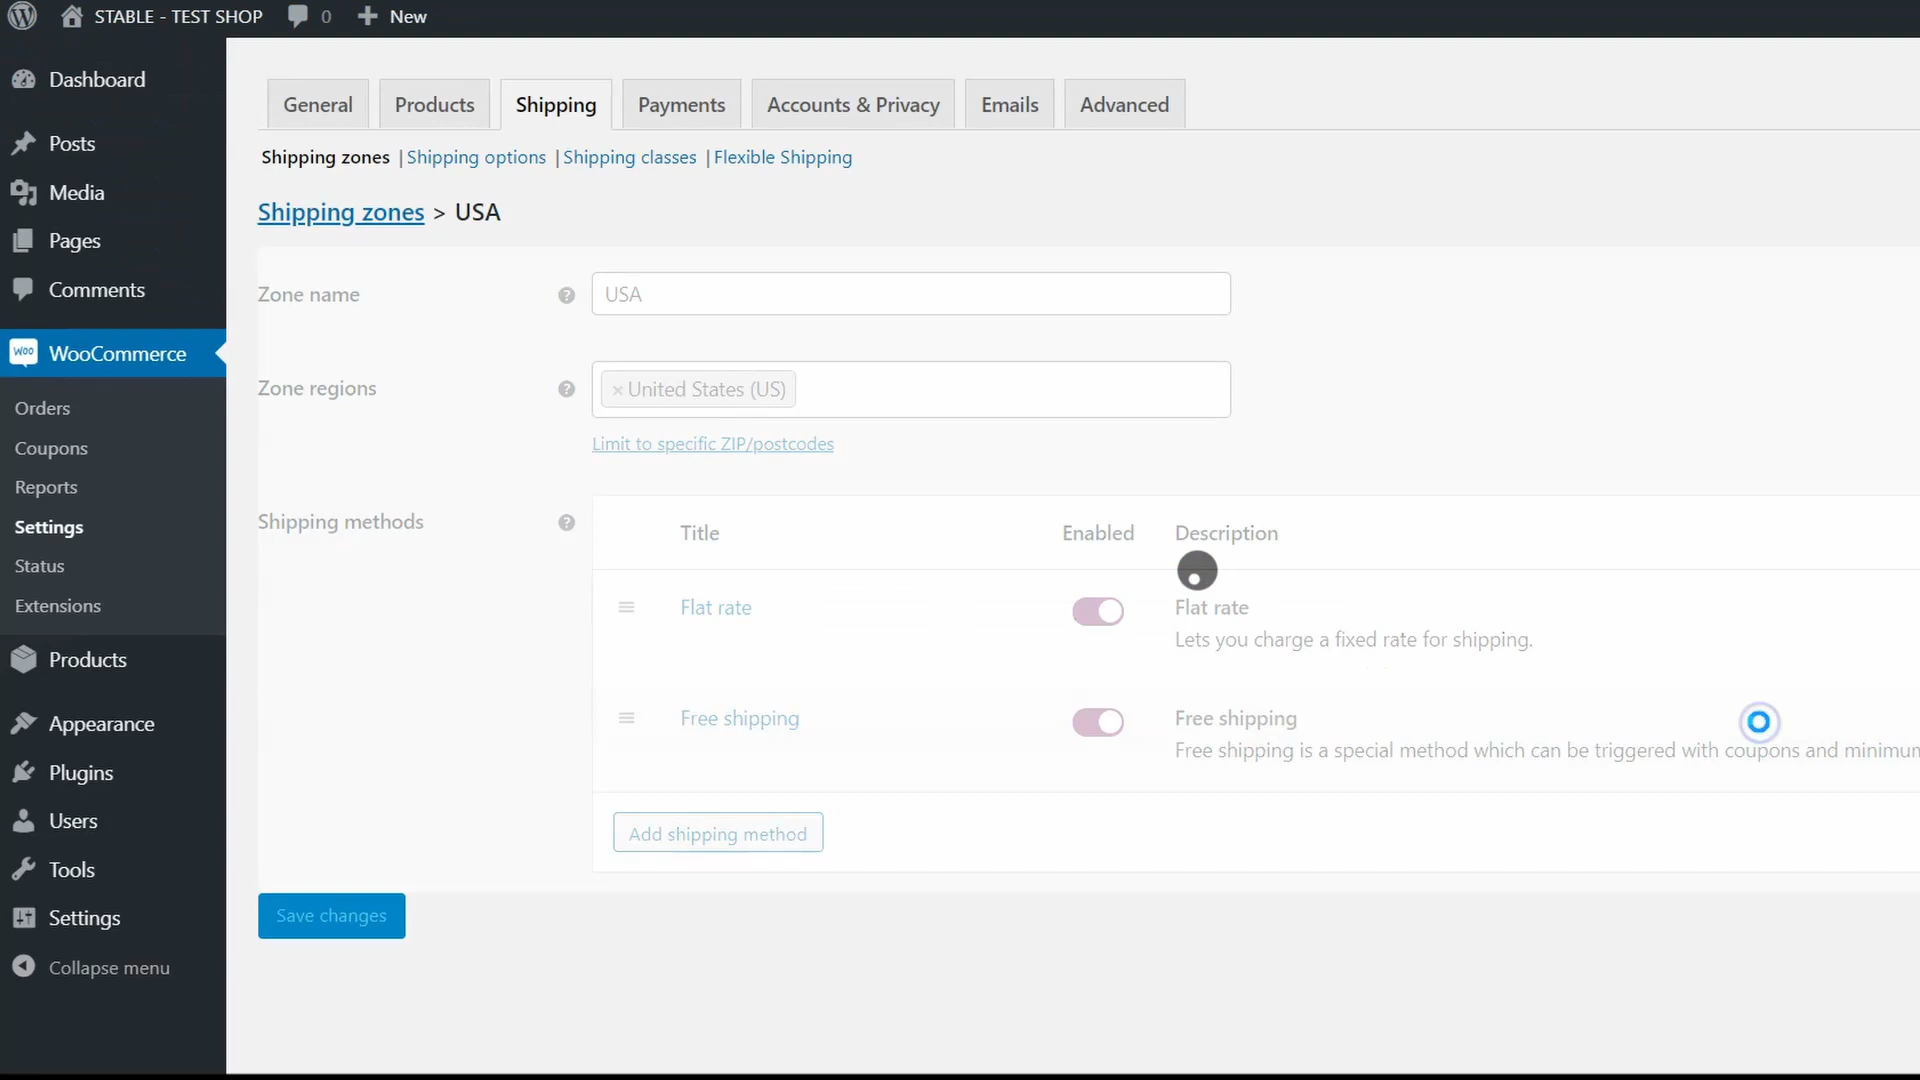 STABLE - TEST SHOP 0 New
Dashboard
Posts
Media
Pages
Comments
WOO WooCommerce
Orders
Coupons
Reports
Settings
Status
Extensions
Products
Appearance
Plugins
Users
Tools
Settings
Collapse menu
General Products Shipping Payments Accounts & Privacy Emails Advanced
Shipping zones | Shipping options | Shipping classes | Flexible Shipping
Shipping zones > USA
Zone name ? USA
Zone regions ? × United States (US)
Limit to specific ZIP/postcodes
Shipping methods ?
Title Enabled Description
Flat rate Flat rate
Lets you charge a fixed rate for shipping.
Free shipping Free shipping
Free shipping is a special method which can be triggered with coupons and minimum
Add shipping method
Save changes